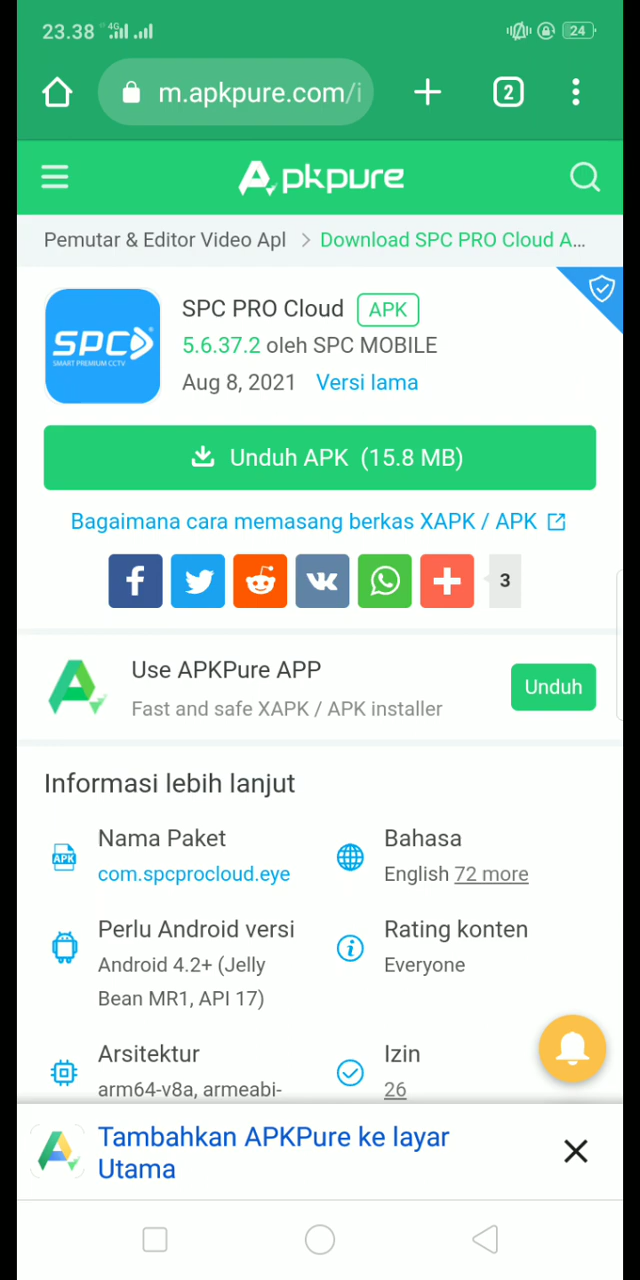 23.38 4G 24
m.apkpure.com/i 2
Apkpure
Pemutar & Editor Video Apl > Download SPC PRO Cloud A...
SPC PRO Cloud APK
SPC
SMART PREMIUM CCTV
5.6.37.2 oleh SPC MOBILE
Aug 8, 2021 Versi lama
Unduh APK (15.8 MB)
Bagaimana cara memasang berkas XAPK / APK
3
Use APKPure APP
Fast and safe XAPK / APK installer
Unduh
Informasi lebih lanjut
Nama Paket
com.spcprocloud.eye
Bahasa
English 72 more
Perlu Android versi
Android 4.2+ (Jelly
Bean MR1, API 17)
Rating konten
Everyone
Arsitektur
arm64-v8a, armeabi-
Izin
26
Tambahkan APKPure ke layar
Utama